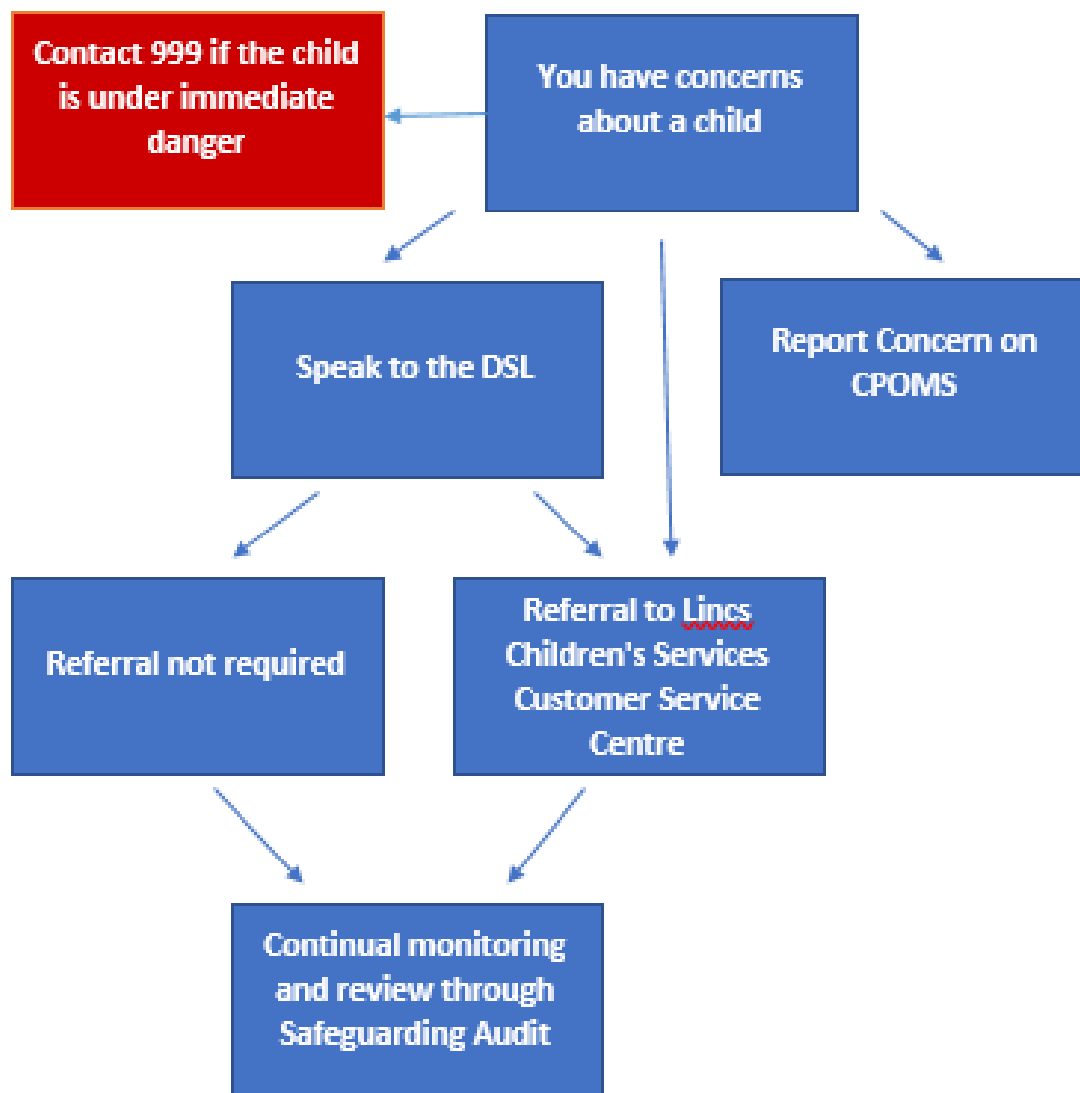 Contact 999 if the child
is under immediate
danger
You have concerns
about a child
Speak to the DSL
Report Concern on
CPOMS
Referral not required
Referral to Lincs
Children's Services
Customer Service
Centre
Continual monitoring
and review through
Safeguarding Audit